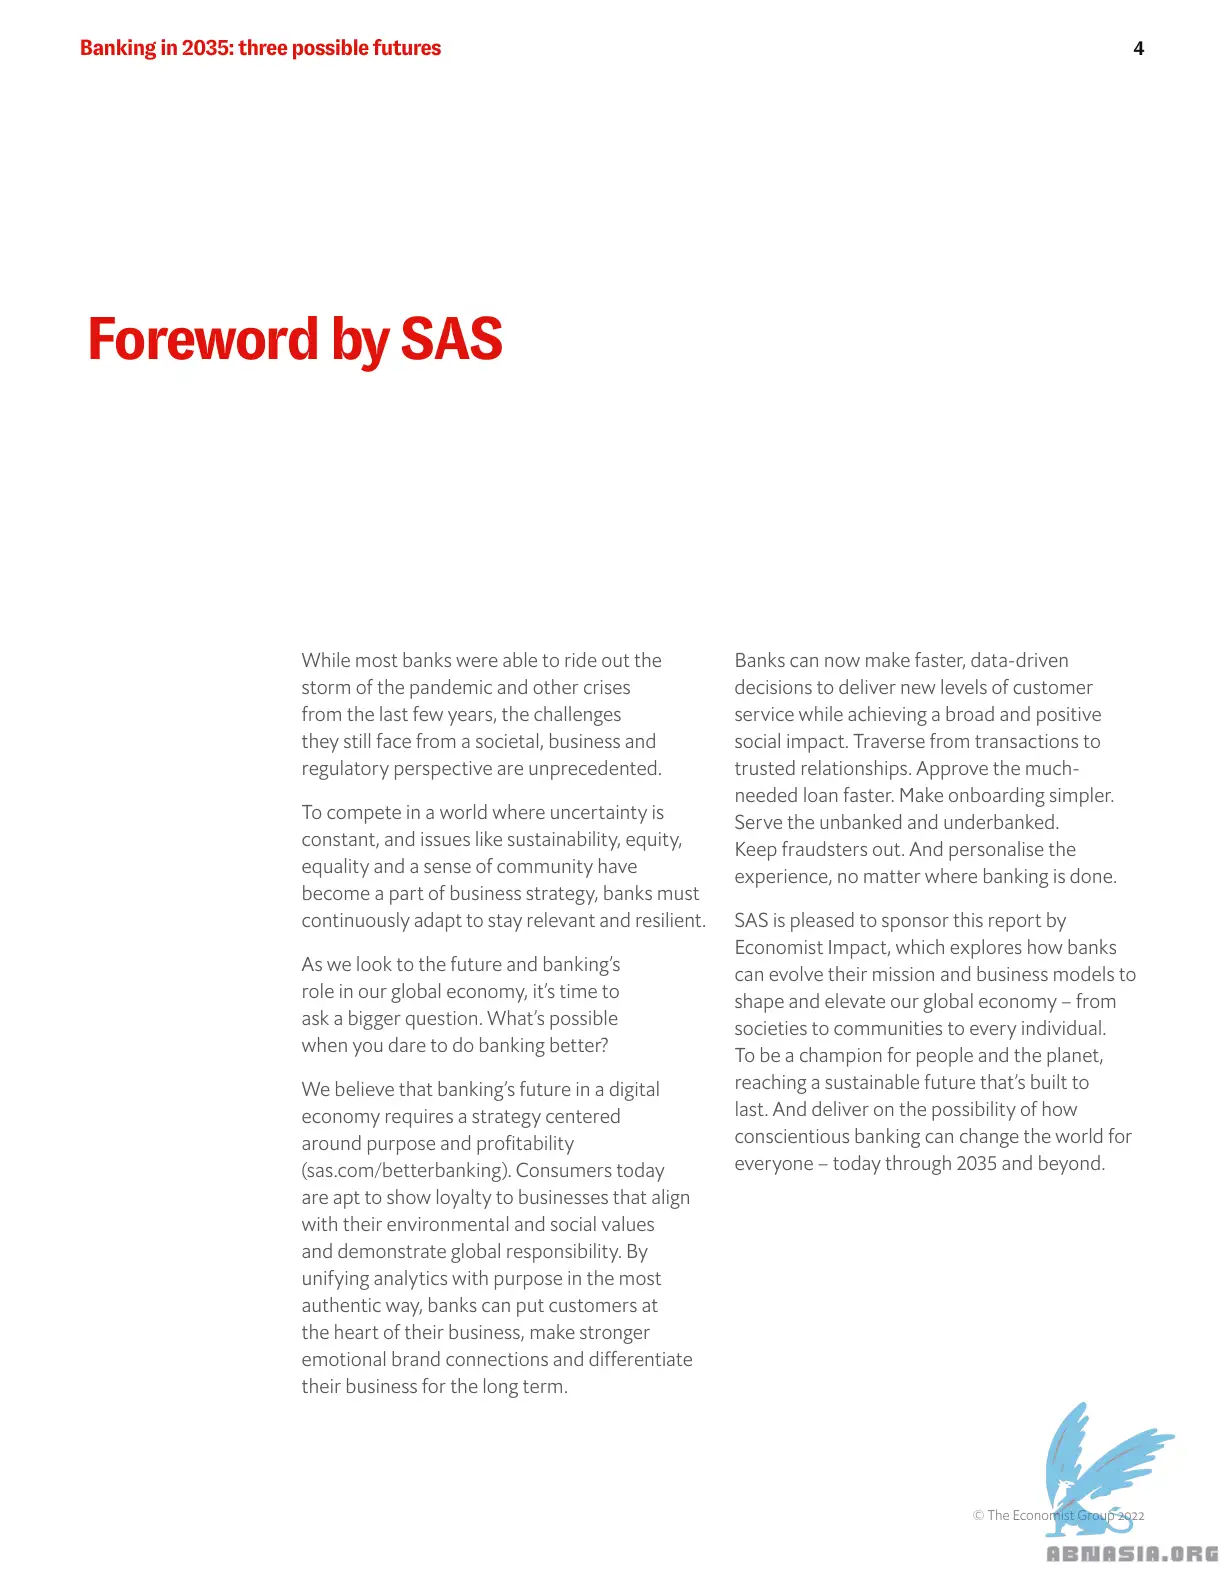 Banking in 2035: three possible futures
4
Foreword by SAS
While most banks were able to ride out the
storm of the pandemic and other crises
from the last few years, the challenges
they still face from a societal, business and
regulatory perspective are unprecedented.
To compete in a world where uncertainty is
constant, and issues like sustainability, equity,
equality and a sense of community have
become a part of business strategy, banks must
continuously adapt to stay relevant and resilient.
As we look to the future and banking’s
role in our global economy, it’s time to
ask a bigger question. What’s possible
when you dare to do banking better?
We believe that banking’s future in a digital
economy requires a strategy centered
around purpose and profitability
(sas.com/betterbanking). Consumers today
are apt to show loyalty to businesses that align
with their environmental and social values
and demonstrate global responsibility. By
unifying analytics with purpose in the most
authentic way, banks can put customers at
the heart of their business, make stronger
emotional brand connections and differentiate
their business for the long term.
Banks can now make faster, data-driven
decisions to deliver new levels of customer
service while achieving a broad and positive
social impact. Traverse from transactions to
trusted relationships. Approve the much-
needed loan faster. Make onboarding simpler.
Serve the unbanked and underbanked.
Keep fraudsters out. And personalise the
experience, no matter where banking is done.
SAS is pleased to sponsor this report by
Economist Impact, which explores how banks
can evolve their mission and business models to
shape and elevate our global economy – from
societies to communities to every individual.
To be a champion for people and the planet,
reaching a sustainable future that’s built to
last. And deliver on the possibility of how
conscientious banking can change the world for
everyone – today through 2035 and beyond.
© The Economist Group 2022
ABNASIA.ORG